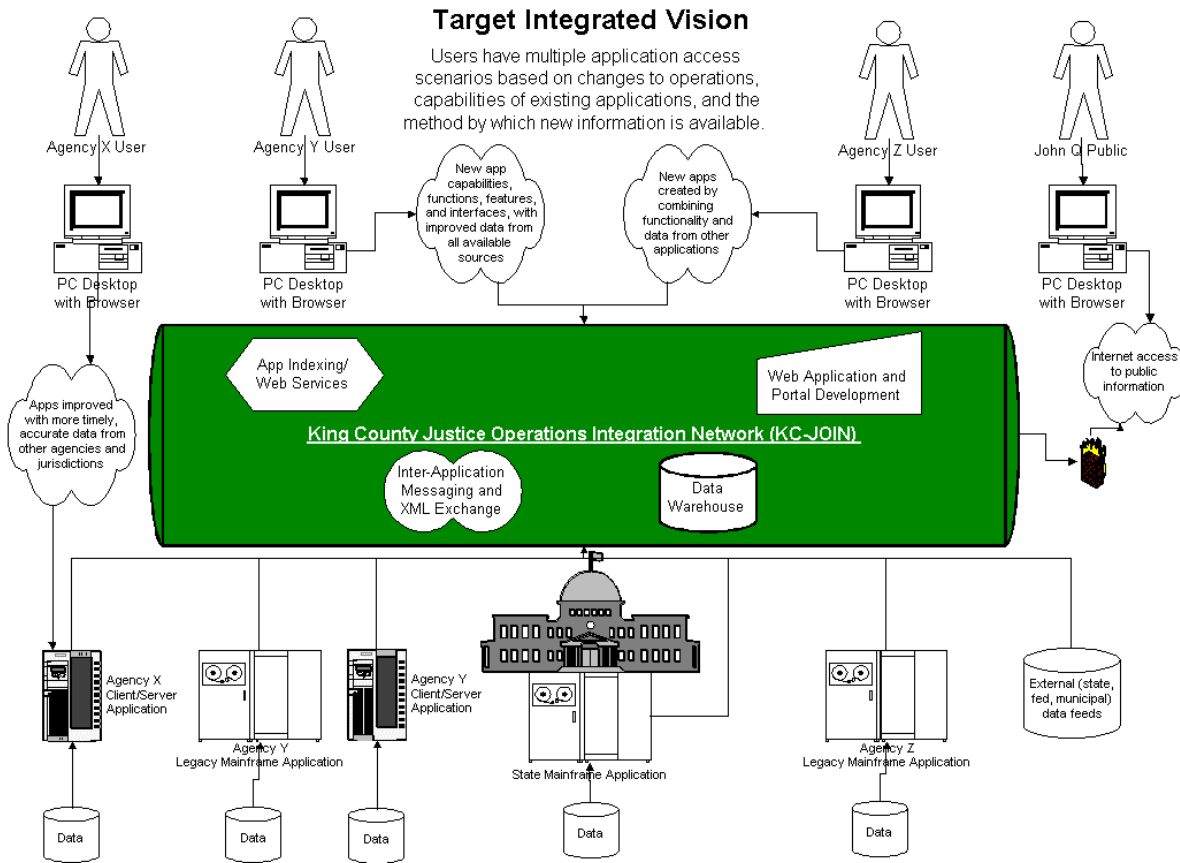 Target Integrated Vision
Users have multiple application access
scenarios based on changes to operations,
capabilities of existing applications, and the
method by which new information is available.
Agency X User
Agency Y User
Agency Z User
John Q Public
New app
capabilities,
functions, features,
and interfaces, with
improved data from
all available
sources
New apps
created by
combining
functionality and
data from other
applications
PC Desktop
with Browser
PC Desktop
with Browser
PC Desktop
with Browser
PC Desktop
with Browser
Apps improved
with more timely,
accurate data from
other agencies and
jurisdictions
App Indexing/
Web Services
Web Application and
Portal Development
Internet access
to public
information
King County Justice Operations Integration Network (KC-JOIN)
Inter-Application
Messaging and
XML Exchange
Data
Warehouse
Agency X
Client/Server
Application
Agency Y
Legacy Mainframe Application
Agency Y
Client/Server
Application
State Mainframe Application
Agency Z
Legacy Mainframe Application
External (state,
fed, municipal)
data feeds
Data
Data
Data
Data
Data